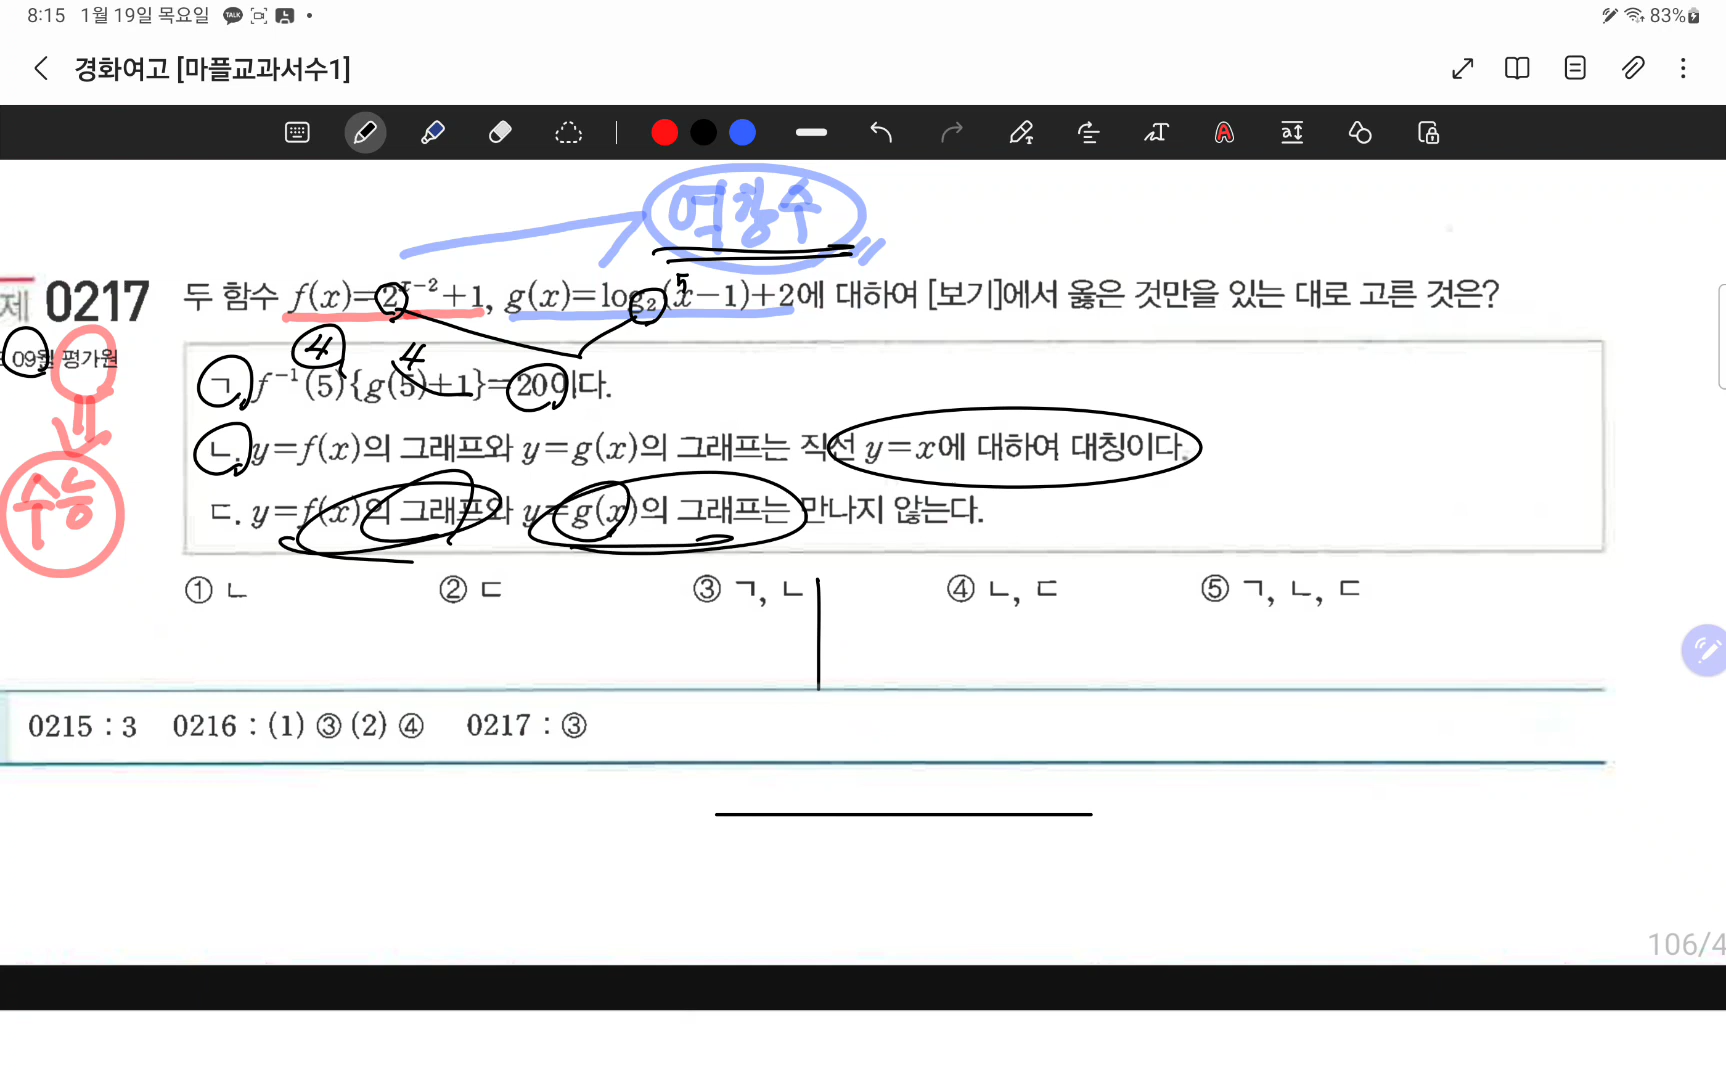 8:15 1월 19일 목요일 TALK 83%
경화여고 [마플교과서수1]
역함수
제 0217 두 함수 f(x)=2^{x-2}+1, g(x)=log₂(x-1)+2에 대하여 [보기]에서 옳은 것만을 있는 대로 고른 것은?
5
09월 평가원
수능
4 4
ㄱ. f⁻¹(5){g(5)+1}=20이다.
ㄴ. y=f(x)의 그래프와 y=g(x)의 그래프는 직선 y=x에 대하여 대칭이다.
ㄷ. y=f(x)의 그래프와 y=g(x)의 그래프는 만나지 않는다.
① ㄴ ② ㄷ ③ ㄱ, ㄴ ④ ㄴ, ㄷ ⑤ ㄱ, ㄴ, ㄷ
0215 : 3 0216 : (1) ③ (2) ④ 0217 : ③
106/4